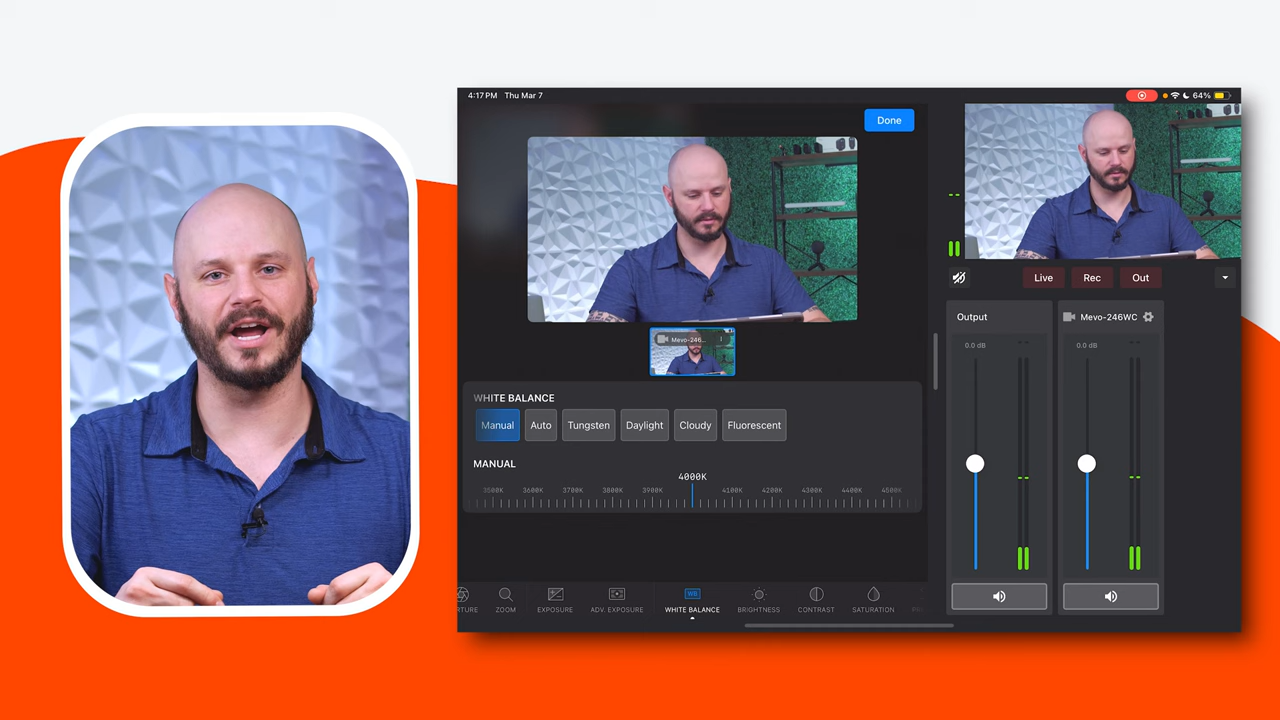 4:17 PM Thu Mar 7
64%
Done
Mevo-246...
Live Rec Out
Output
Mevo-246WC
0.0 dB
0.0 dB
WHITE BALANCE
Manual Auto Tungsten Daylight Cloudy Fluorescent
MANUAL
4000K
3500K 3600K 3700K 3800K 3900K 4100K 4200K 4300K 4400K 4500K
WB
RTURE ZOOM EXPOSURE ADV. EXPOSURE WHITE BALANCE BRIGHTNESS CONTRAST SATURATION